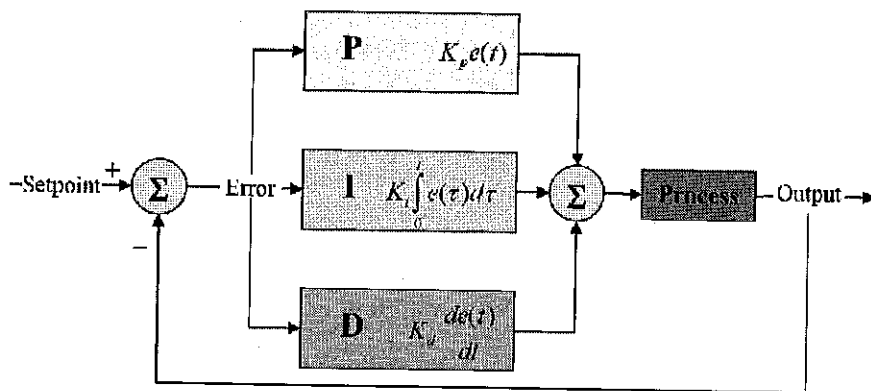 P K_p e(t)
–Setpoint + Σ Error I K_i ∫_0^t e(τ)dτ Σ Process Output
–
D K_d de(t)/dt